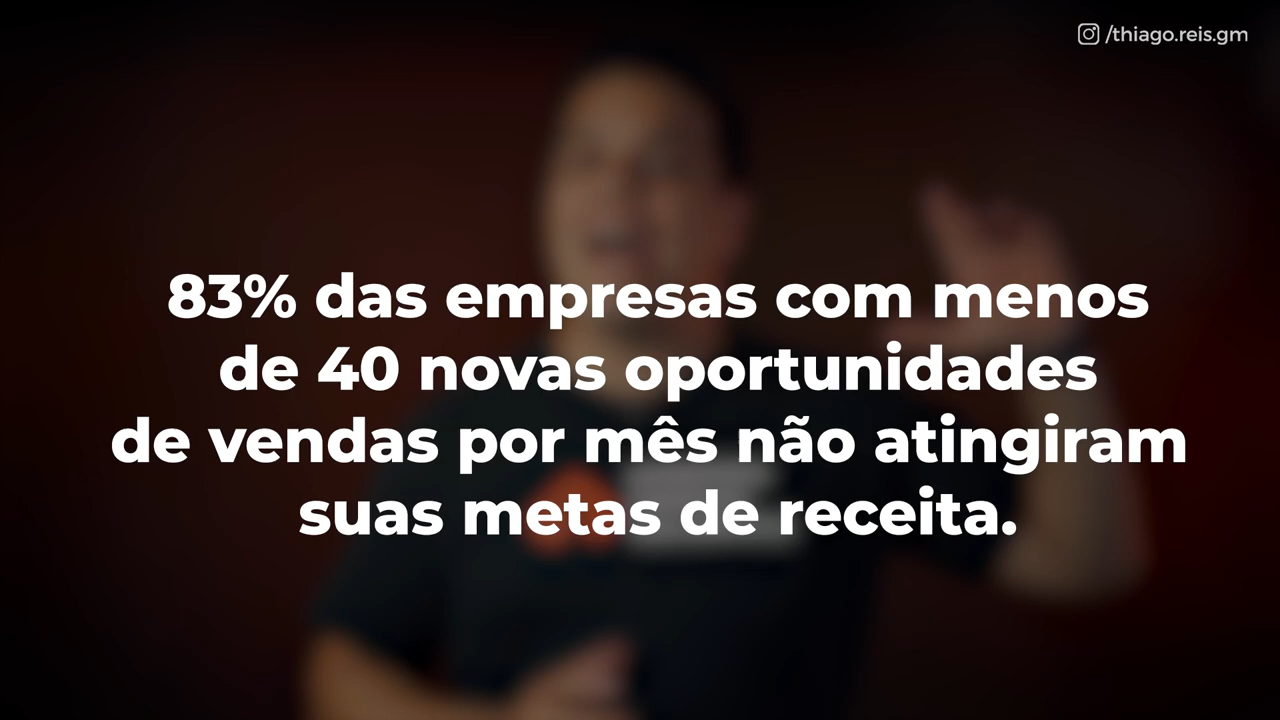 /thiago.reis.gm
83% das empresas com menos
de 40 novas oportunidades
de vendas por mês não atingiram
suas metas de receita.